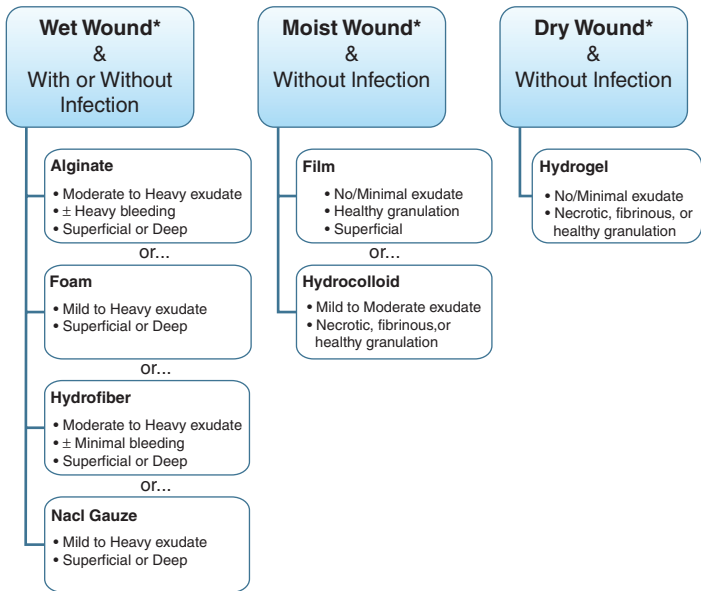 Wet Wound*
&
With or Without
Infection
Alginate
• Moderate to Heavy exudate
• ± Heavy bleeding
• Superficial or Deep
or...
Foam
• Mild to Heavy exudate
• Superficial or Deep
or...
Hydrofiber
• Moderate to Heavy exudate
• ± Minimal bleeding
• Superficial or Deep
or...
Nacl Gauze
• Mild to Heavy exudate
• Superficial or Deep
Moist Wound*
&
Without Infection
Film
• No/Minimal exudate
• Healthy granulation
• Superficial
or...
Hydrocolloid
• Mild to Moderate exudate
• Necrotic, fibrinous,or
healthy granulation
Dry Wound*
&
Without Infection
Hydrogel
• No/Minimal exudate
• Necrotic, fibrinous, or
healthy granulation